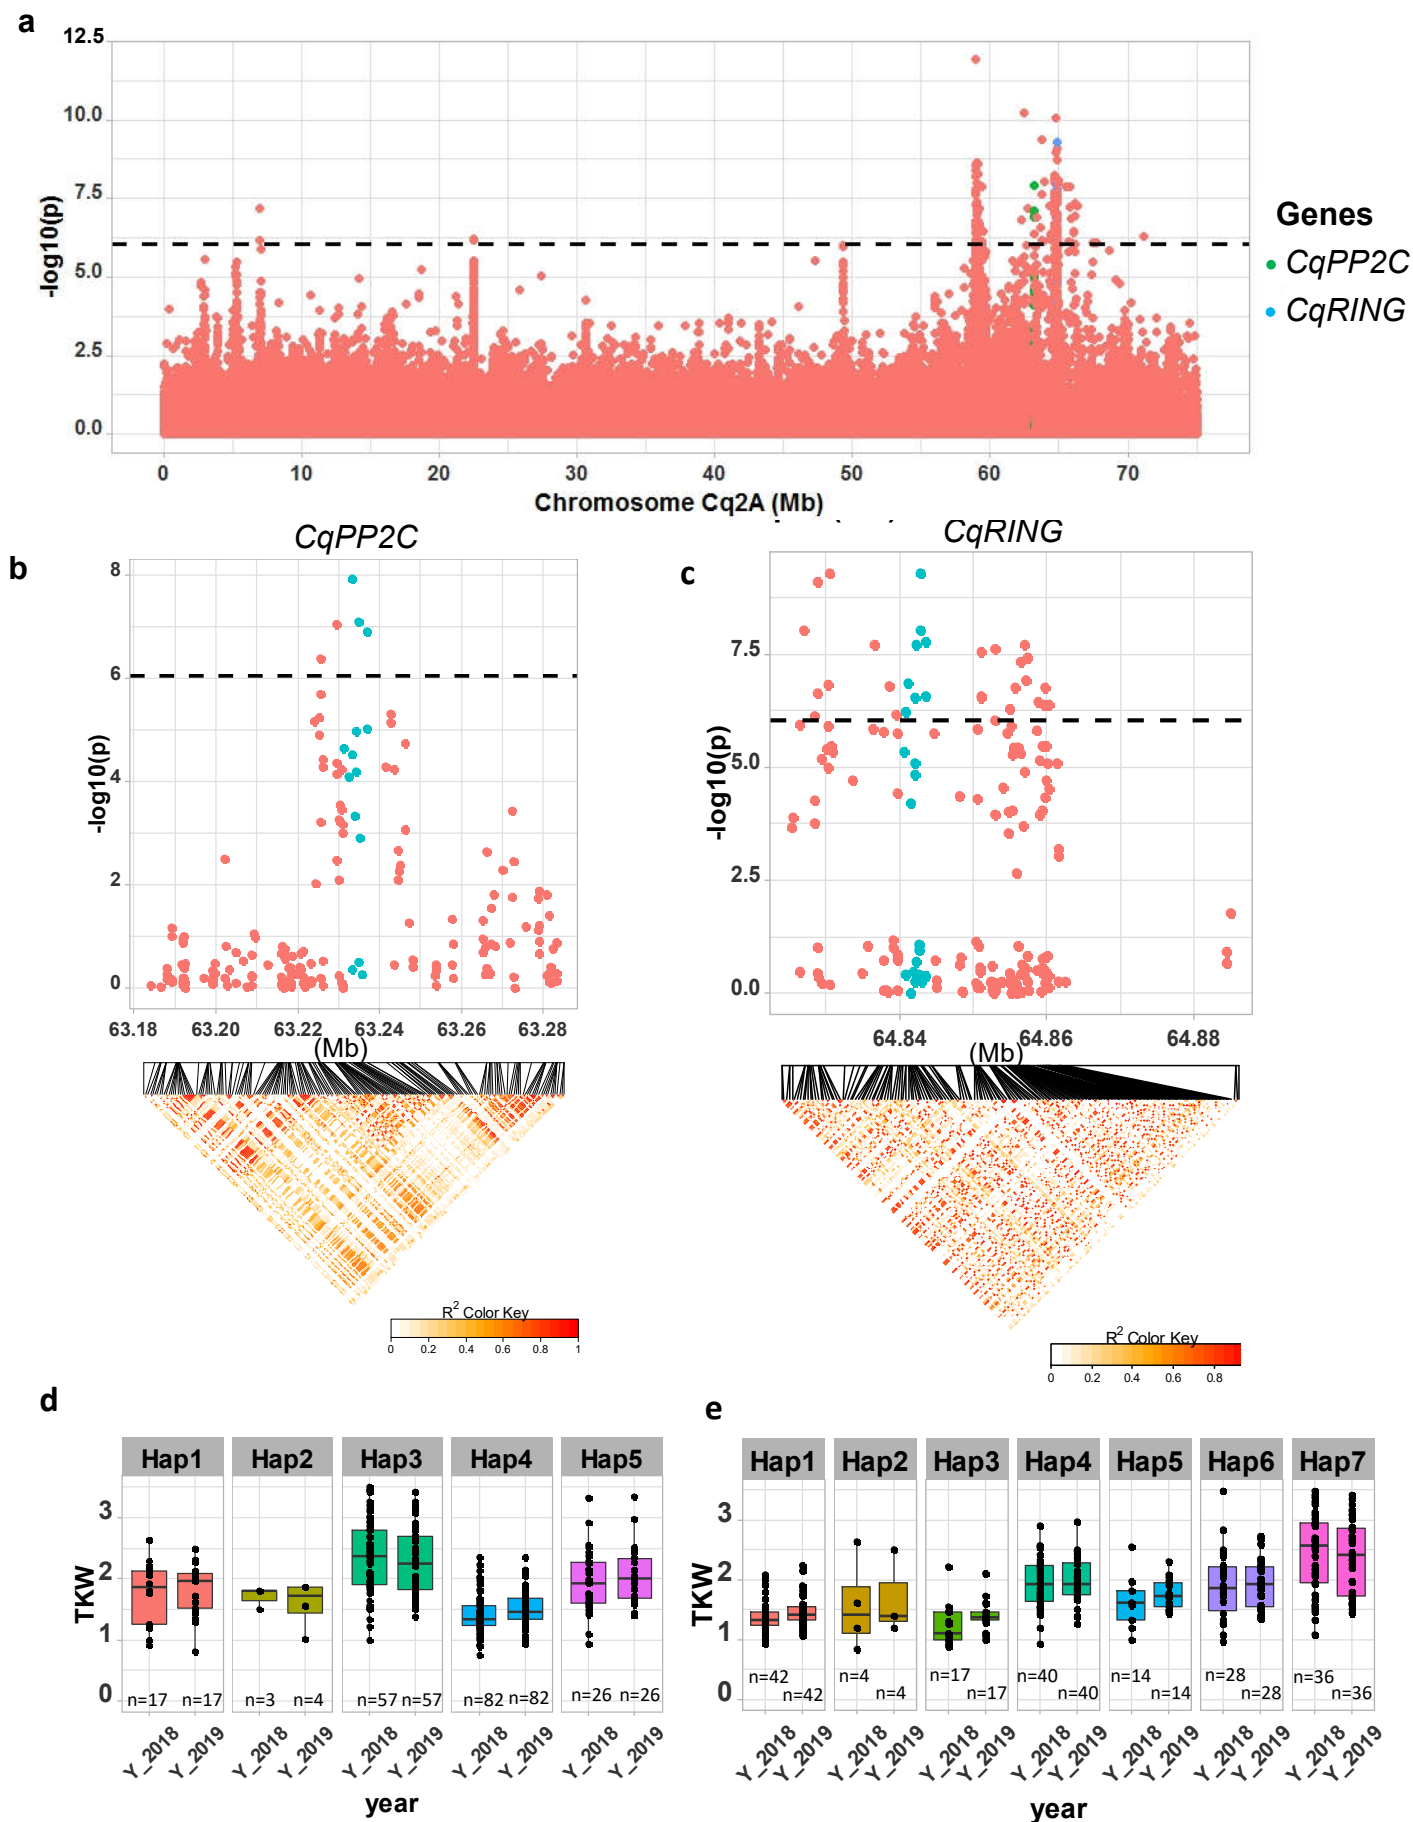 a
12.5
10.0
7.5
5.0
2.5
0.0
-log10(p)
0 10 20 30 40 50 60 70
Chromosome Cq2A (Mb)
Genes
CqPP2C
CqRING
CqPP2C
b
8
6
4
2
0
-log10(p)
63.18 63.20 63.22 63.24 63.26 63.28
(Mb)
R2 Color Key
0 0.2 0.4 0.6 0.8 1
CqRING
c
7.5
5.0
2.5
0.0
-log10(p)
64.84 64.86 64.88
(Mb)
R2 Color Key
0 0.2 0.4 0.6 0.8
d
Hap1 Hap2 Hap3 Hap4 Hap5
3
2
1
0
TKW
n=17 n=17 n=3 n=4 n=57 n=57 n=82 n=82 n=26 n=26
Y_2018 Y_2019 Y_2018 Y_2019 Y_2018 Y_2019 Y_2018 Y_2019 Y_2018 Y_2019
year
e
Hap1 Hap2 Hap3 Hap4 Hap5 Hap6 Hap7
3
2
1
0
TKW
n=42 n=4 n=17 n=40 n=14 n=28 n=36
n=42 n=4 n=17 n=40 n=14 n=28 n=36
Y_2018 Y_2019 Y_2018 Y_2019 Y_2018 Y_2019 Y_2018 Y_2019 Y_2018 Y_2019 Y_2018 Y_2019 Y_2018 Y_2019
year